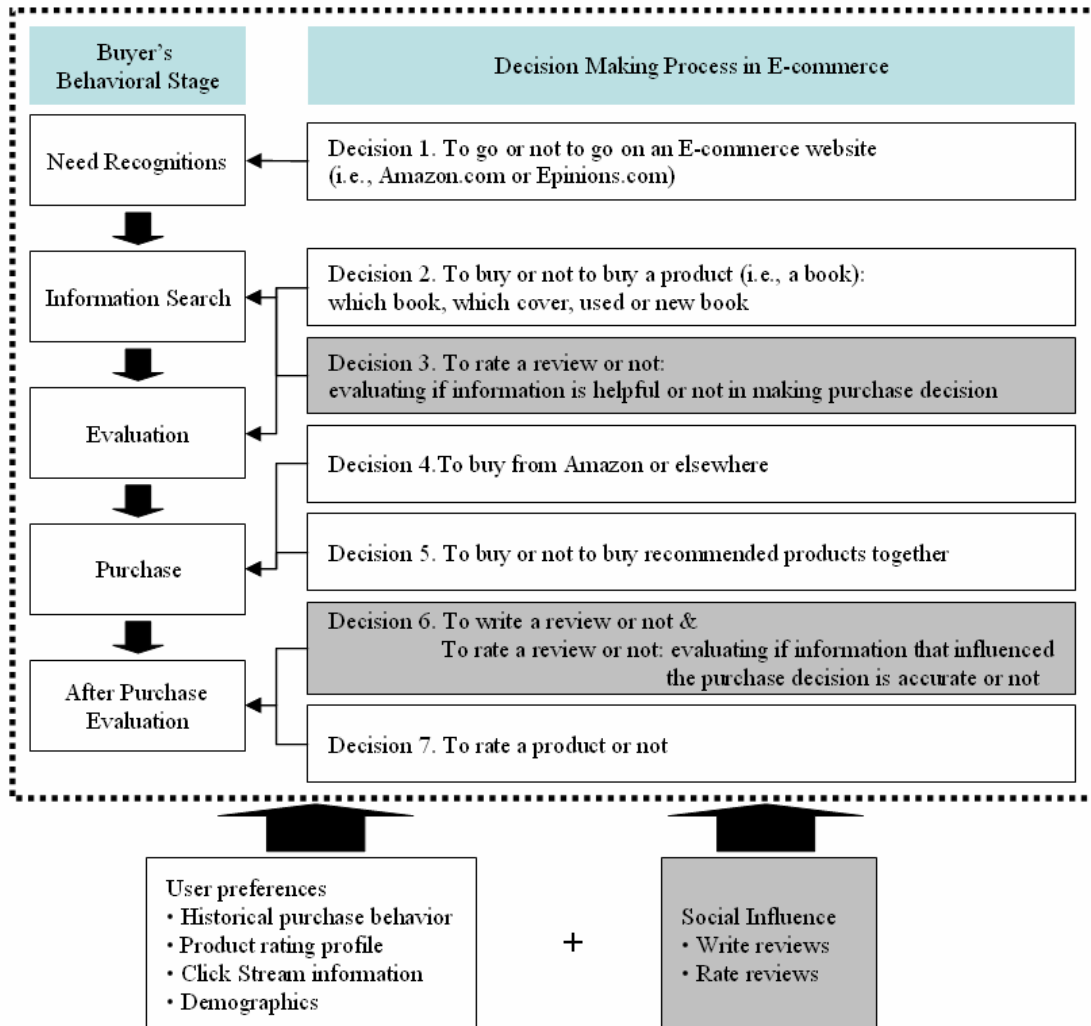 Buyer's
Behavioral Stage
Decision Making Process in E-commerce
Need Recognitions
Decision 1. To go or not to go on an E-commerce website
(i.e., Amazon.com or Epinions.com)
Information Search
Decision 2. To buy or not to buy a product (i.e., a book):
which book, which cover, used or new book
Decision 3. To rate a review or not:
evaluating if information is helpful or not in making purchase decision
Evaluation
Decision 4.To buy from Amazon or elsewhere
Purchase
Decision 5. To buy or not to buy recommended products together
Decision 6. To write a review or not &
To rate a review or not: evaluating if information that influenced
the purchase decision is accurate or not
After Purchase
Evaluation
Decision 7. To rate a product or not
User preferences
• Historical purchase behavior
• Product rating profile
• Click Stream information
• Demographics
+
Social Influence
• Write reviews
• Rate reviews